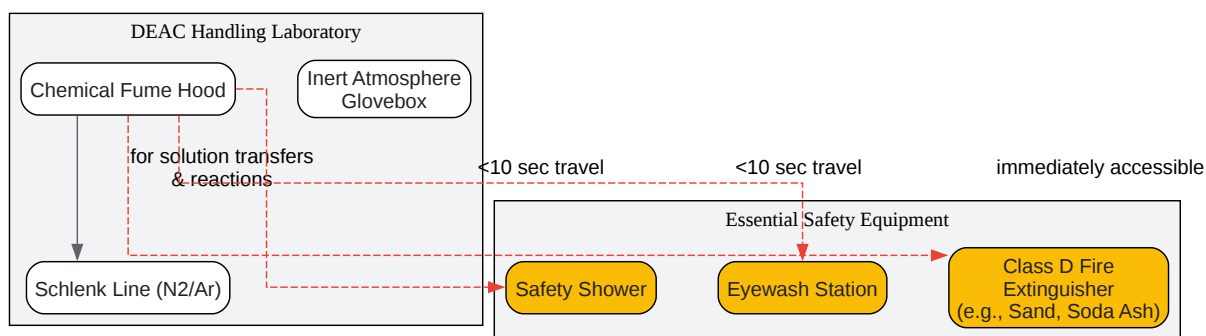 DEAC Handling Laboratory
Chemical Fume Hood
Inert Atmosphere
Glovebox
for solution transfers
& reactions
<10 sec travel
<10 sec travel
immediately accessible
Essential Safety Equipment
Schlenk Line (N2/Ar)
Safety Shower
Eyewash Station
Class D Fire
Extinguisher
(e.g., Sand, Soda Ash)